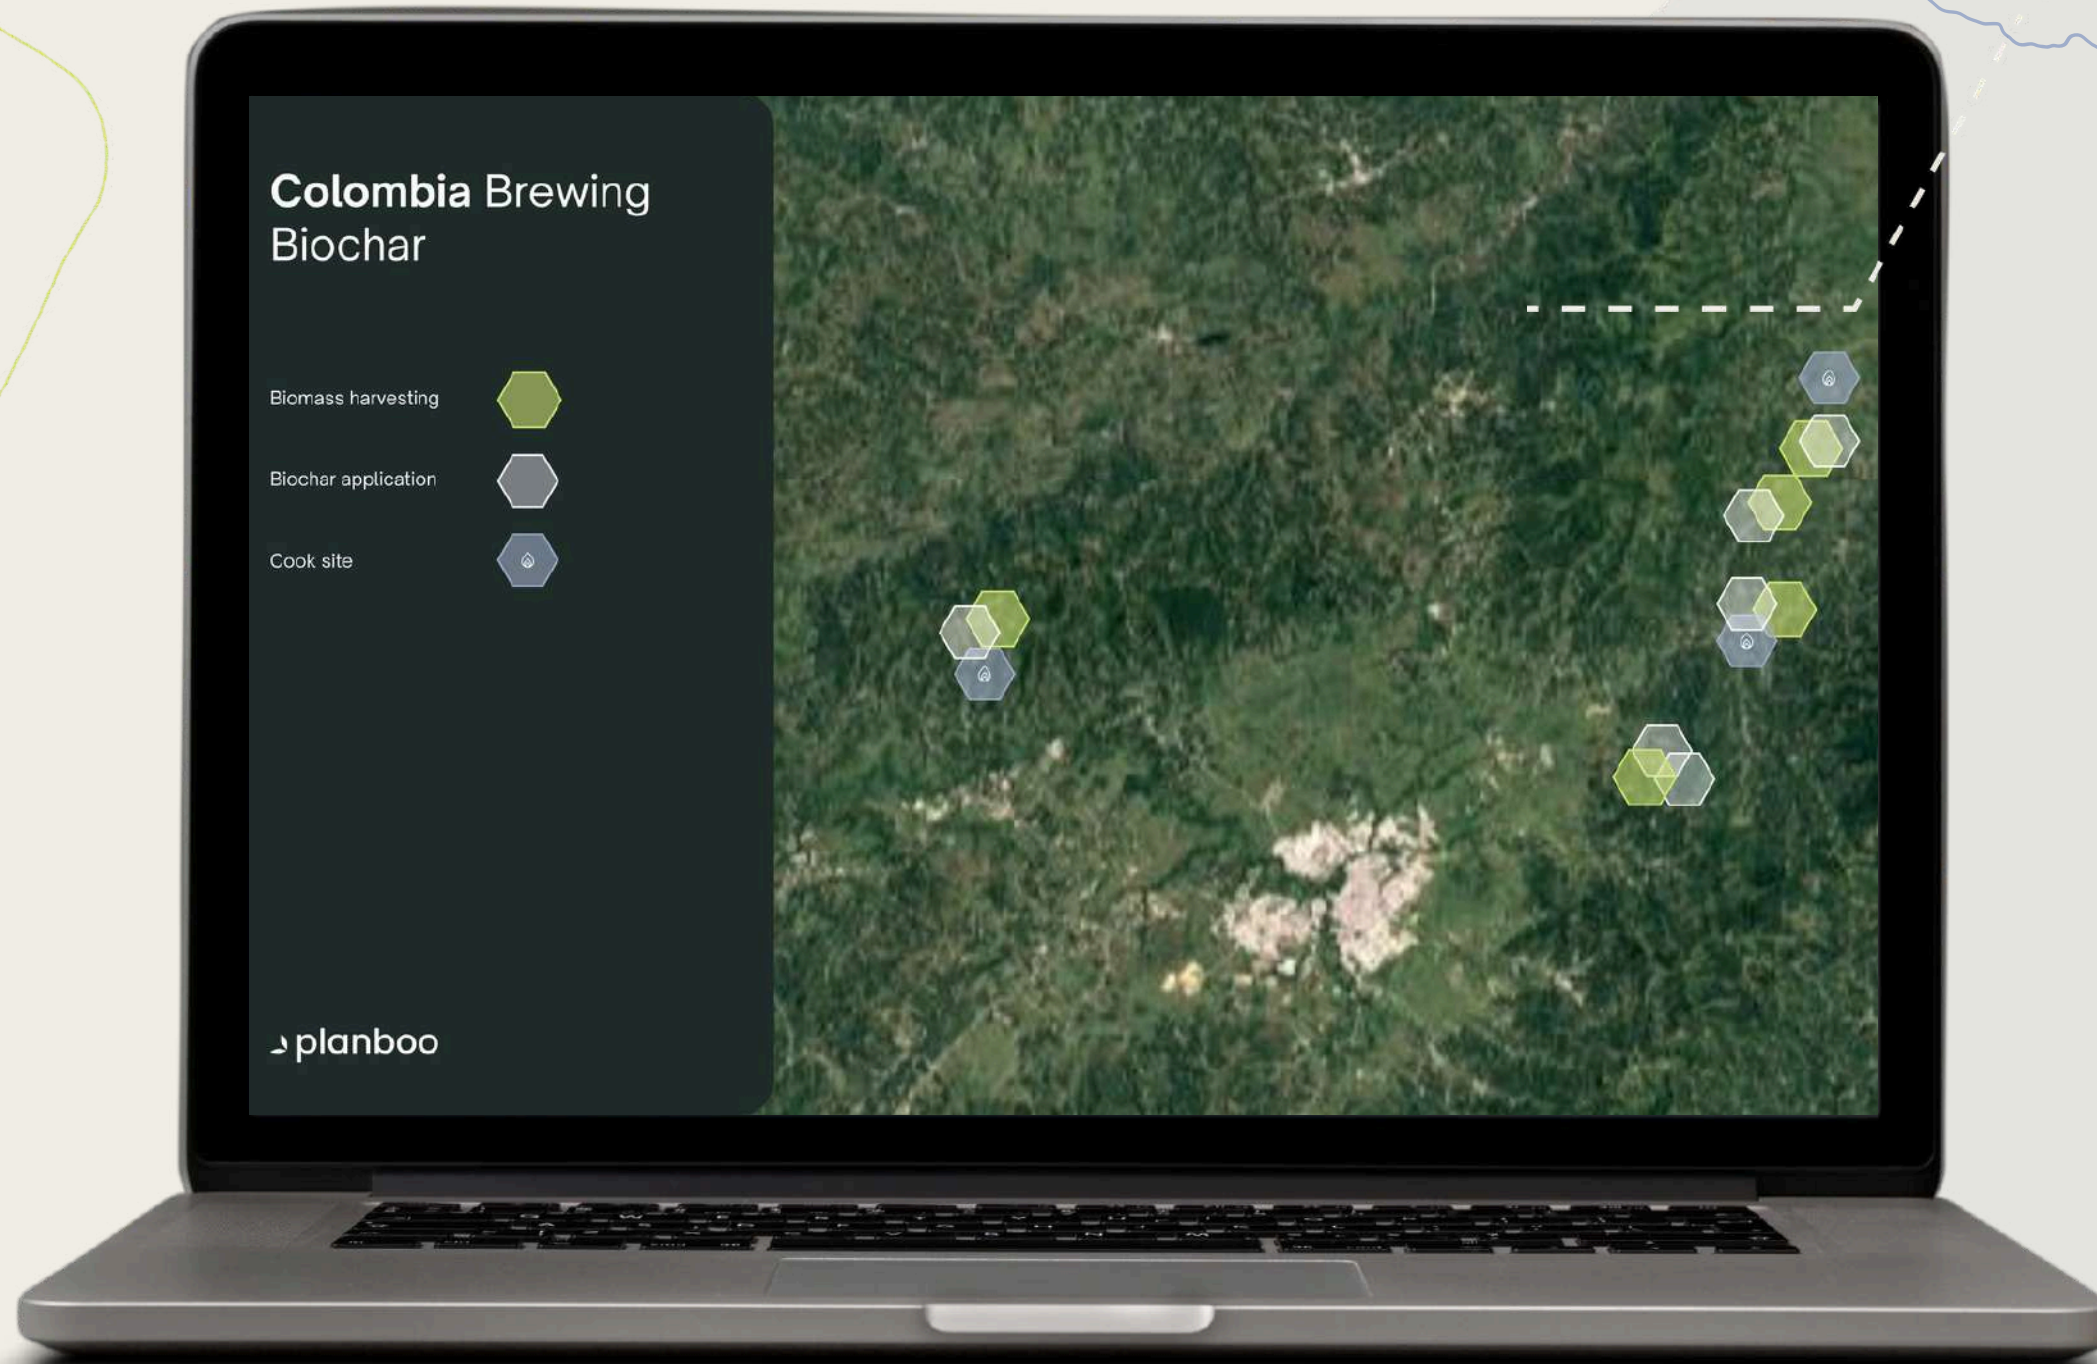 Colombia Brewing
Biochar
Biomass harvesting
Biochar application
Cook site
planboo